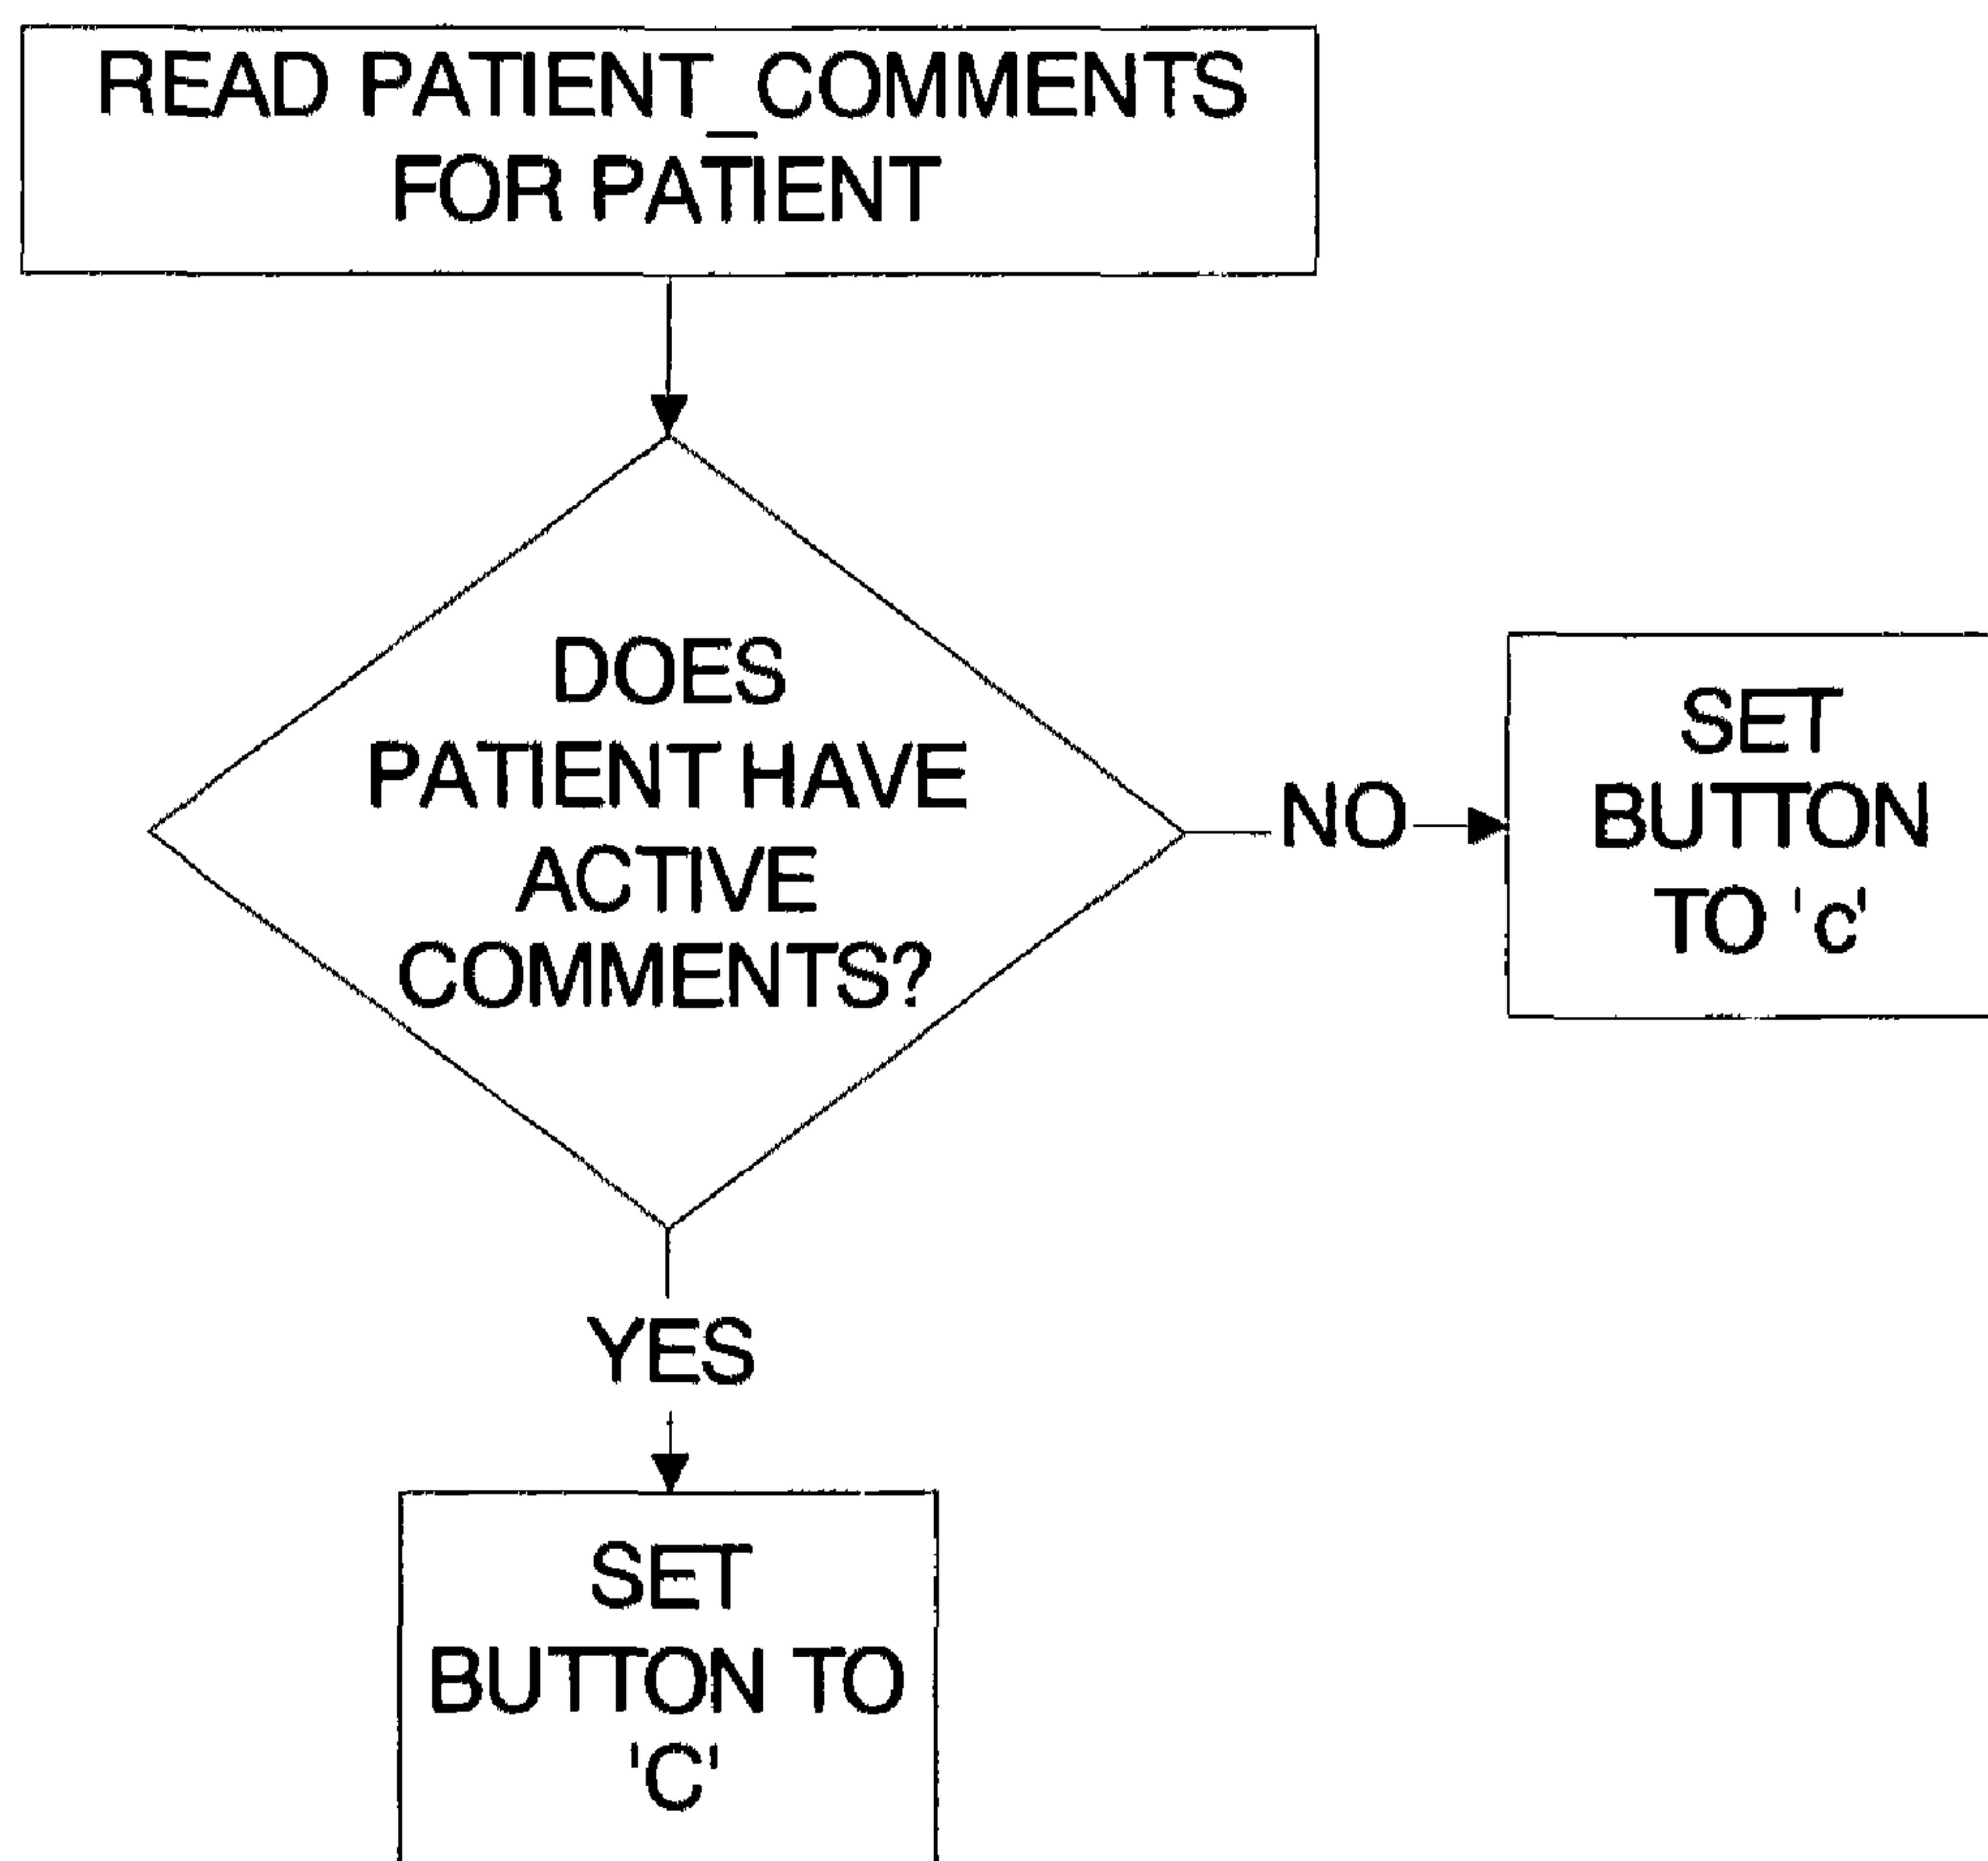 READ PATIENT_COMMENTS
FOR PATIENT
DOES
PATIENT HAVE
ACTIVE
COMMENTS?
NO
SET
BUTTON
TO 'c'
YES
SET
BUTTON TO
'C'